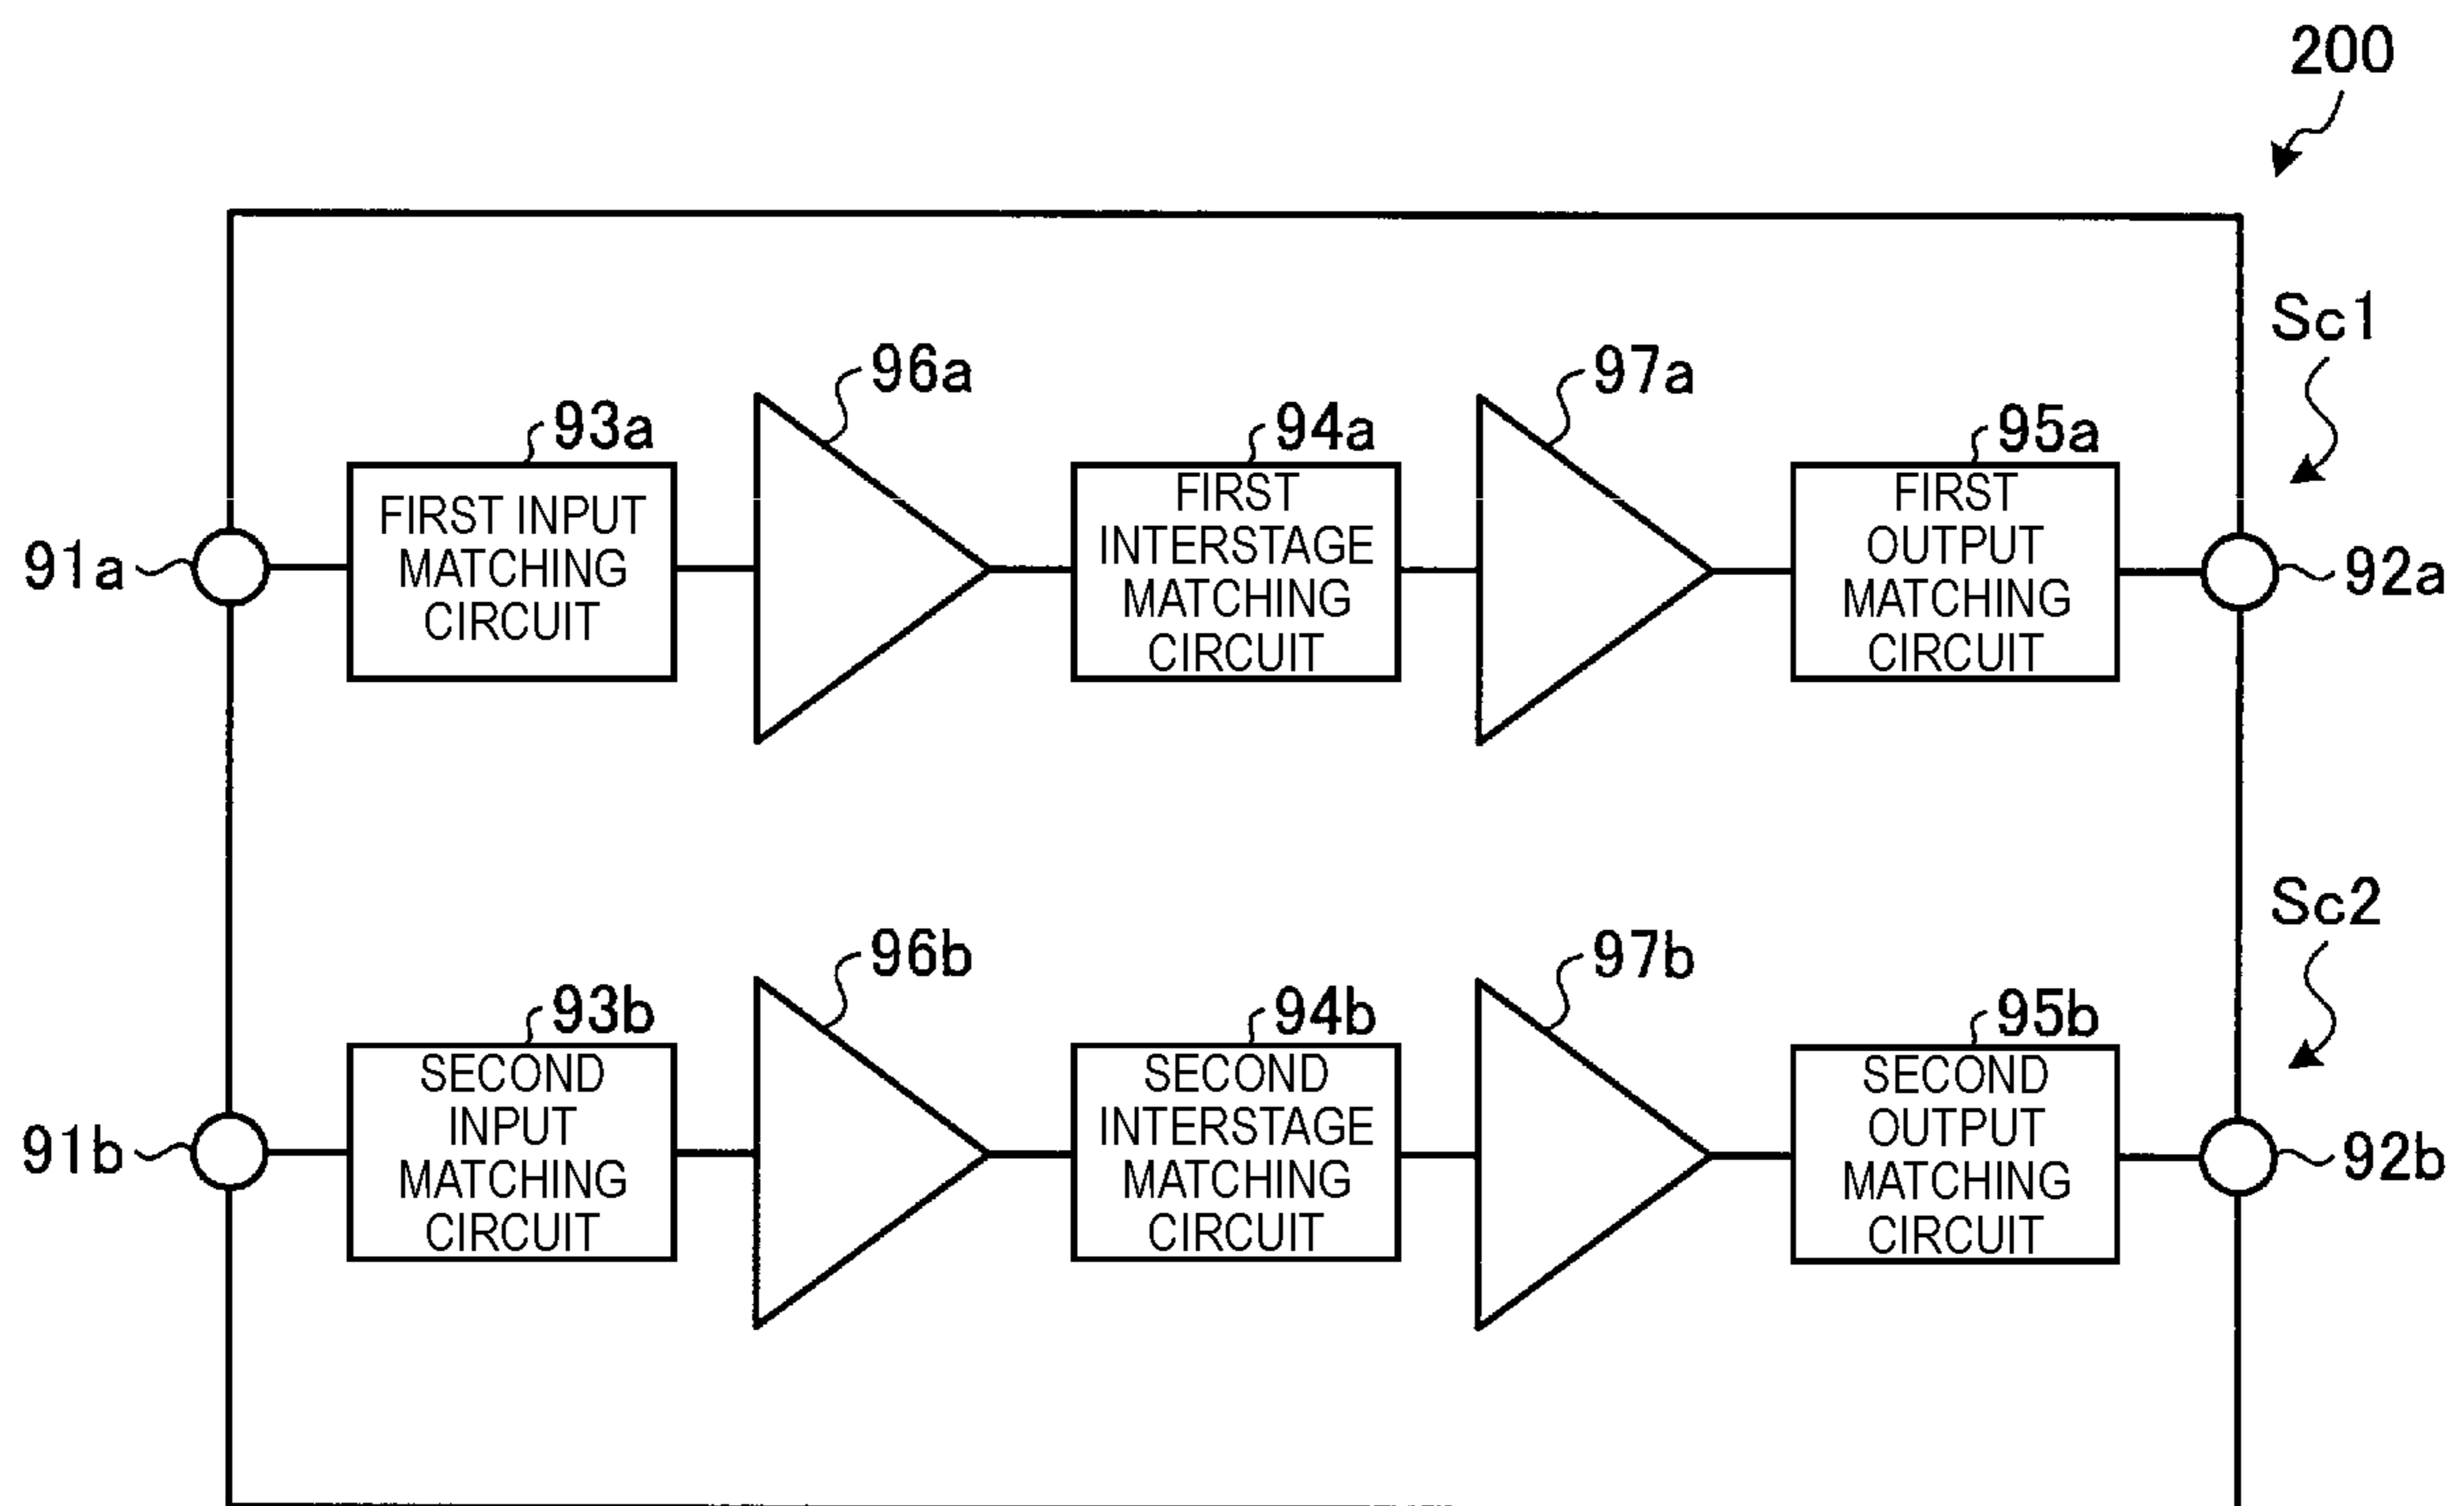 200
Sc1
96a
97a
93a
94a
95a
FIRST INPUT
MATCHING
CIRCUIT
FIRST
INTERSTAGE
MATCHING
CIRCUIT
FIRST
OUTPUT
MATCHING
CIRCUIT
91a
92a
Sc2
96b
97b
93b
94b
95b
SECOND
INPUT
MATCHING
CIRCUIT
SECOND
INTERSTAGE
MATCHING
CIRCUIT
SECOND
OUTPUT
MATCHING
CIRCUIT
91b
92b